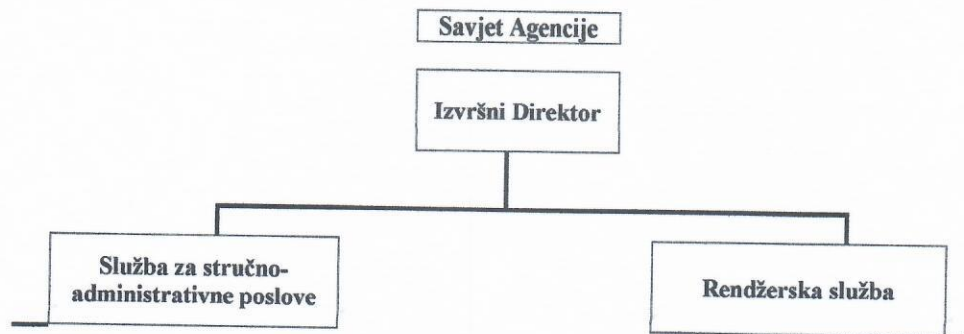 Savjet Agencije
Izvršni Direktor
Služba za stručno-
administrativne poslove
Rendžerska služba